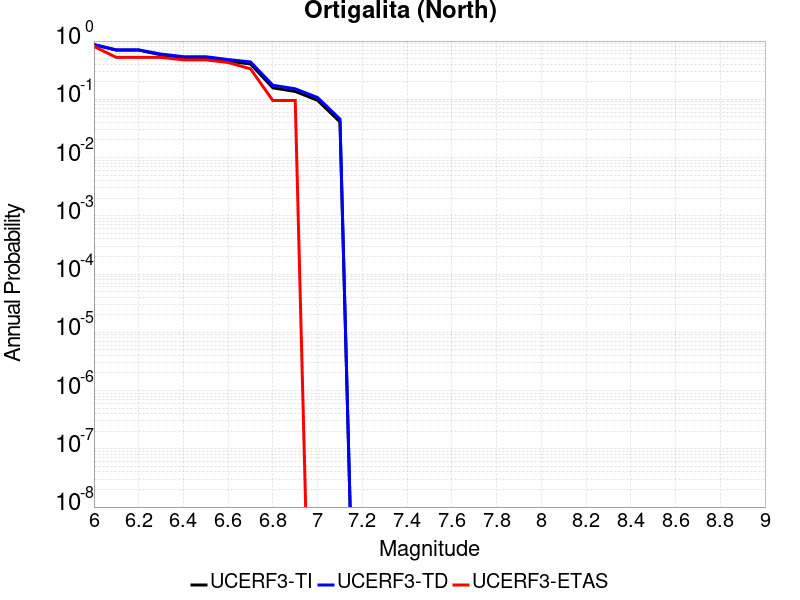 Ortigalita (North)
10^0
10^-1
10^-2
10^-3
10^-4
10^-5
10^-6
10^-7
10^-8
Annual Probability
6 6.2 6.4 6.6 6.8 7 7.2 7.4 7.6 7.8 8 8.2 8.4 8.6 8.8 9
Magnitude
UCERF3-TI UCERF3-TD UCERF3-ETAS